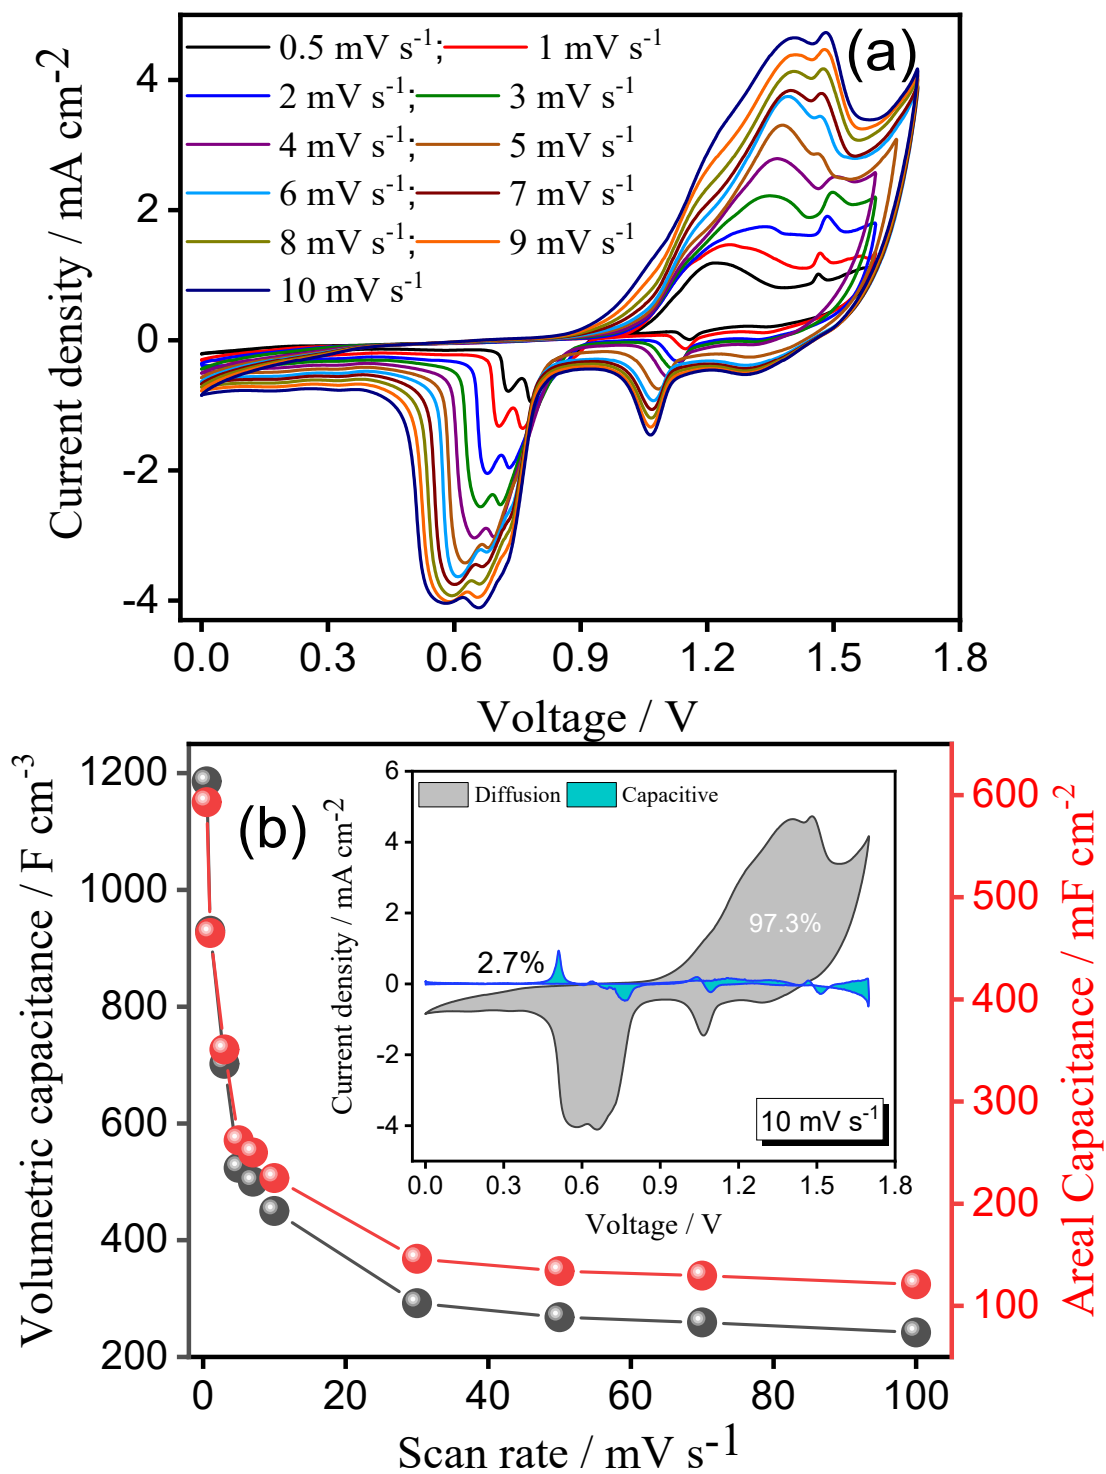 (a)
0.5 mV s⁻¹; 1 mV s⁻¹
2 mV s⁻¹; 3 mV s⁻¹
4 mV s⁻¹; 5 mV s⁻¹
6 mV s⁻¹; 7 mV s⁻¹
8 mV s⁻¹; 9 mV s⁻¹
10 mV s⁻¹
Current density / mA cm⁻²
4
2
0
-2
-4
0.0 0.3 0.6 0.9 1.2 1.5 1.8
Voltage / V
(b)
Volumetric capacitance / F cm⁻³
1200
1000
800
600
400
200
Areal Capacitance / mF cm⁻²
600
500
400
300
200
100
Diffusion Capacitive
Current density / mA cm⁻²
6
4
2
0
-2
-4
97.3%
2.7%
10 mV s⁻¹
0.0 0.3 0.6 0.9 1.2 1.5 1.8
Voltage / V
0 20 40 60 80 100
Scan rate / mV s⁻¹